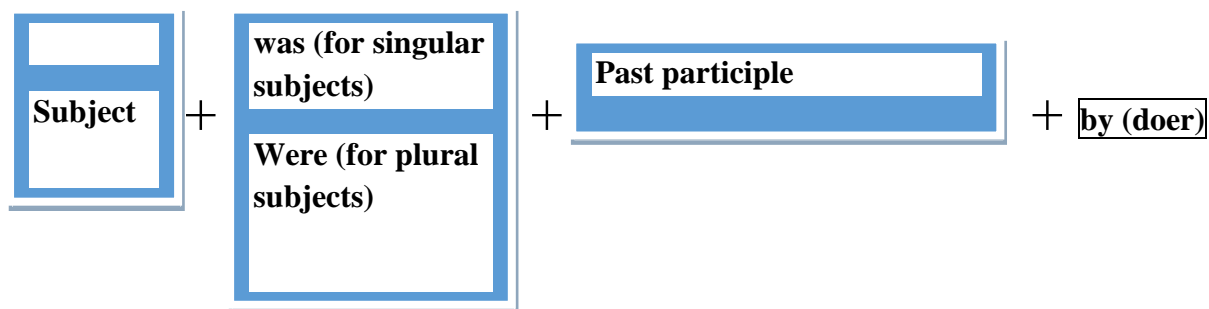 Subject
+
was (for singular
subjects)
Were (for plural
subjects)
+
Past participle
+
by (doer)